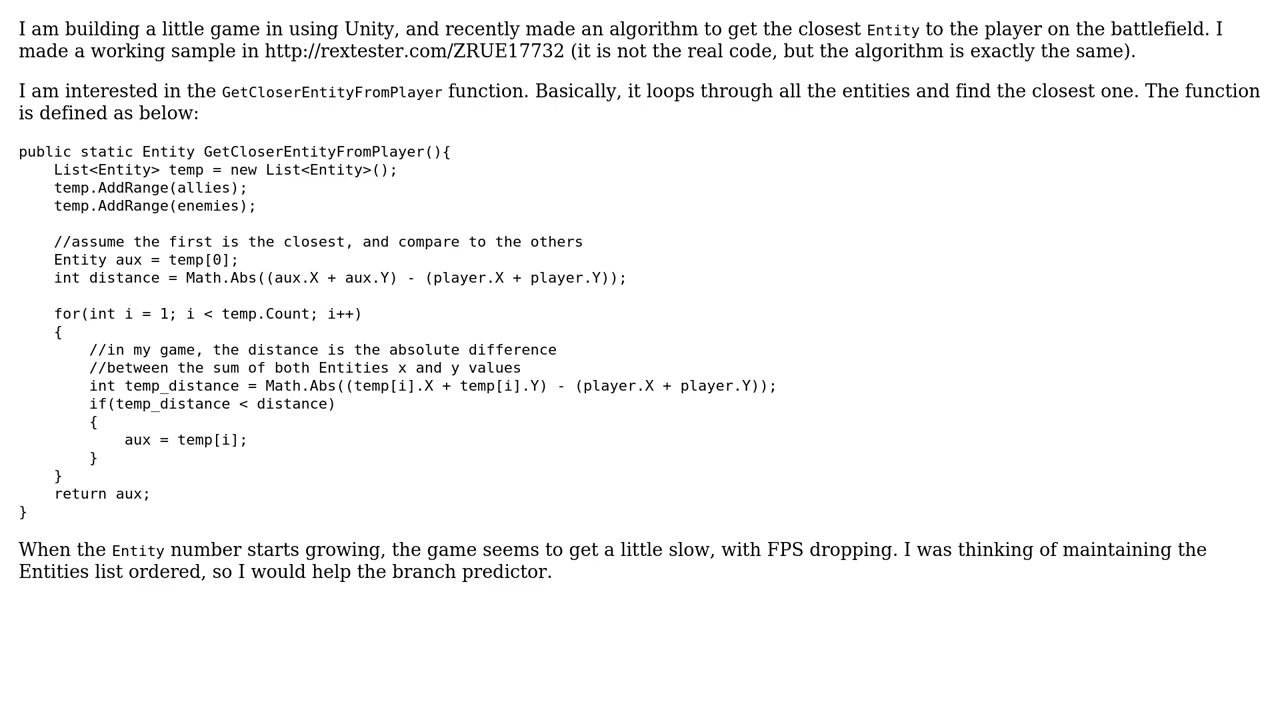 I am building a little game in using Unity, and recently made an algorithm to get the closest Entity to the player on the battlefield. I
made a working sample in http://rextester.com/ZRUE17732 (it is not the real code, but the algorithm is exactly the same).
I am interested in the GetCloserEntityFromPlayer function. Basically, it loops through all the entities and find the closest one. The function
is defined as below:
public static Entity GetCloserEntityFromPlayer(){
    List<Entity> temp = new List<Entity>();
    temp.AddRange(allies);
    temp.AddRange(enemies);
    //assume the first is the closest, and compare to the others
    Entity aux = temp[0];
    int distance = Math.Abs((aux.X + aux.Y) - (player.X + player.Y));
    for(int i = 1; i < temp.Count; i++)
    {
        //in my game, the distance is the absolute difference
        //between the sum of both Entities x and y values
        int temp_distance = Math.Abs((temp[i].X + temp[i].Y) - (player.X + player.Y));
        if(temp_distance < distance)
        {
            aux = temp[i];
        }
    }
    return aux;
}
When the Entity number starts growing, the game seems to get a little slow, with FPS dropping. I was thinking of maintaining the
Entities list ordered, so I would help the branch predictor.